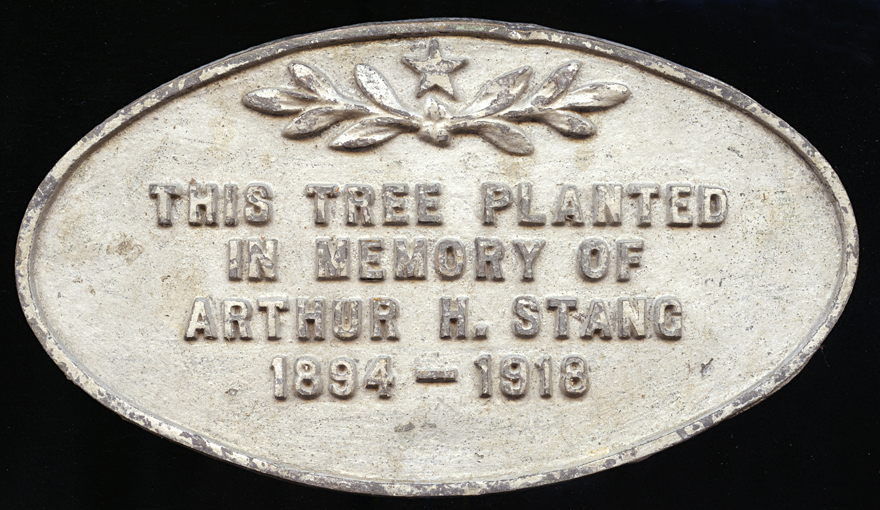 THIS TREE PLANTED
IN MEMORY OF
ARTHUR H. STANG
1894 — 1918